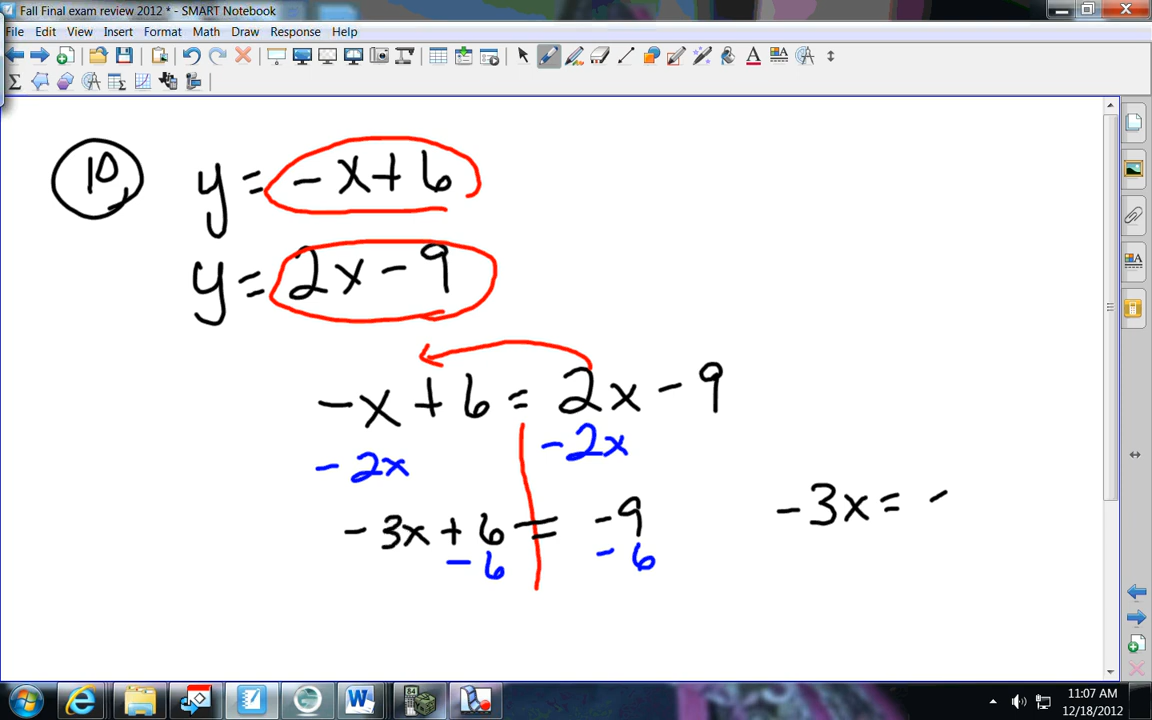 Fall Final exam review 2012 * - SMART Notebook
File Edit View Insert Format Math Draw Response Help
10,
y = -x + 6
y = 2x - 9
-x + 6 = 2x - 9
-2x -2x
-3x + 6 = -9
-6 -6
-3x = -
11:07 AM
12/18/2012